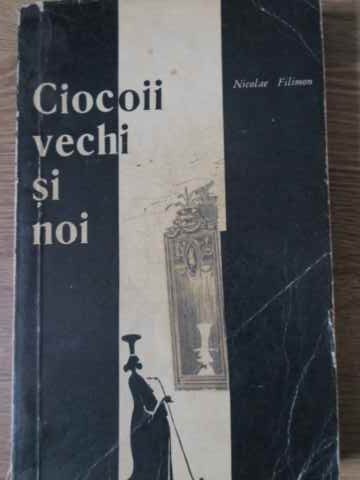 Ciocoii
vechi
și
noi
Nicolae Filimon